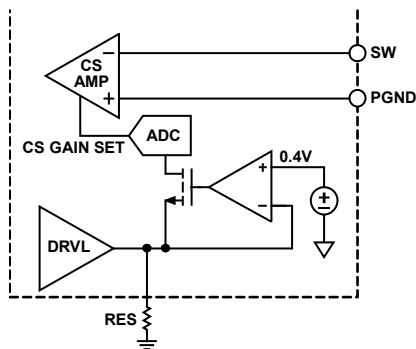 CS
AMP
−
+
SW
PGND
CS GAIN SET
ADC
0.4V
+
−
+
−
DRVL
RES